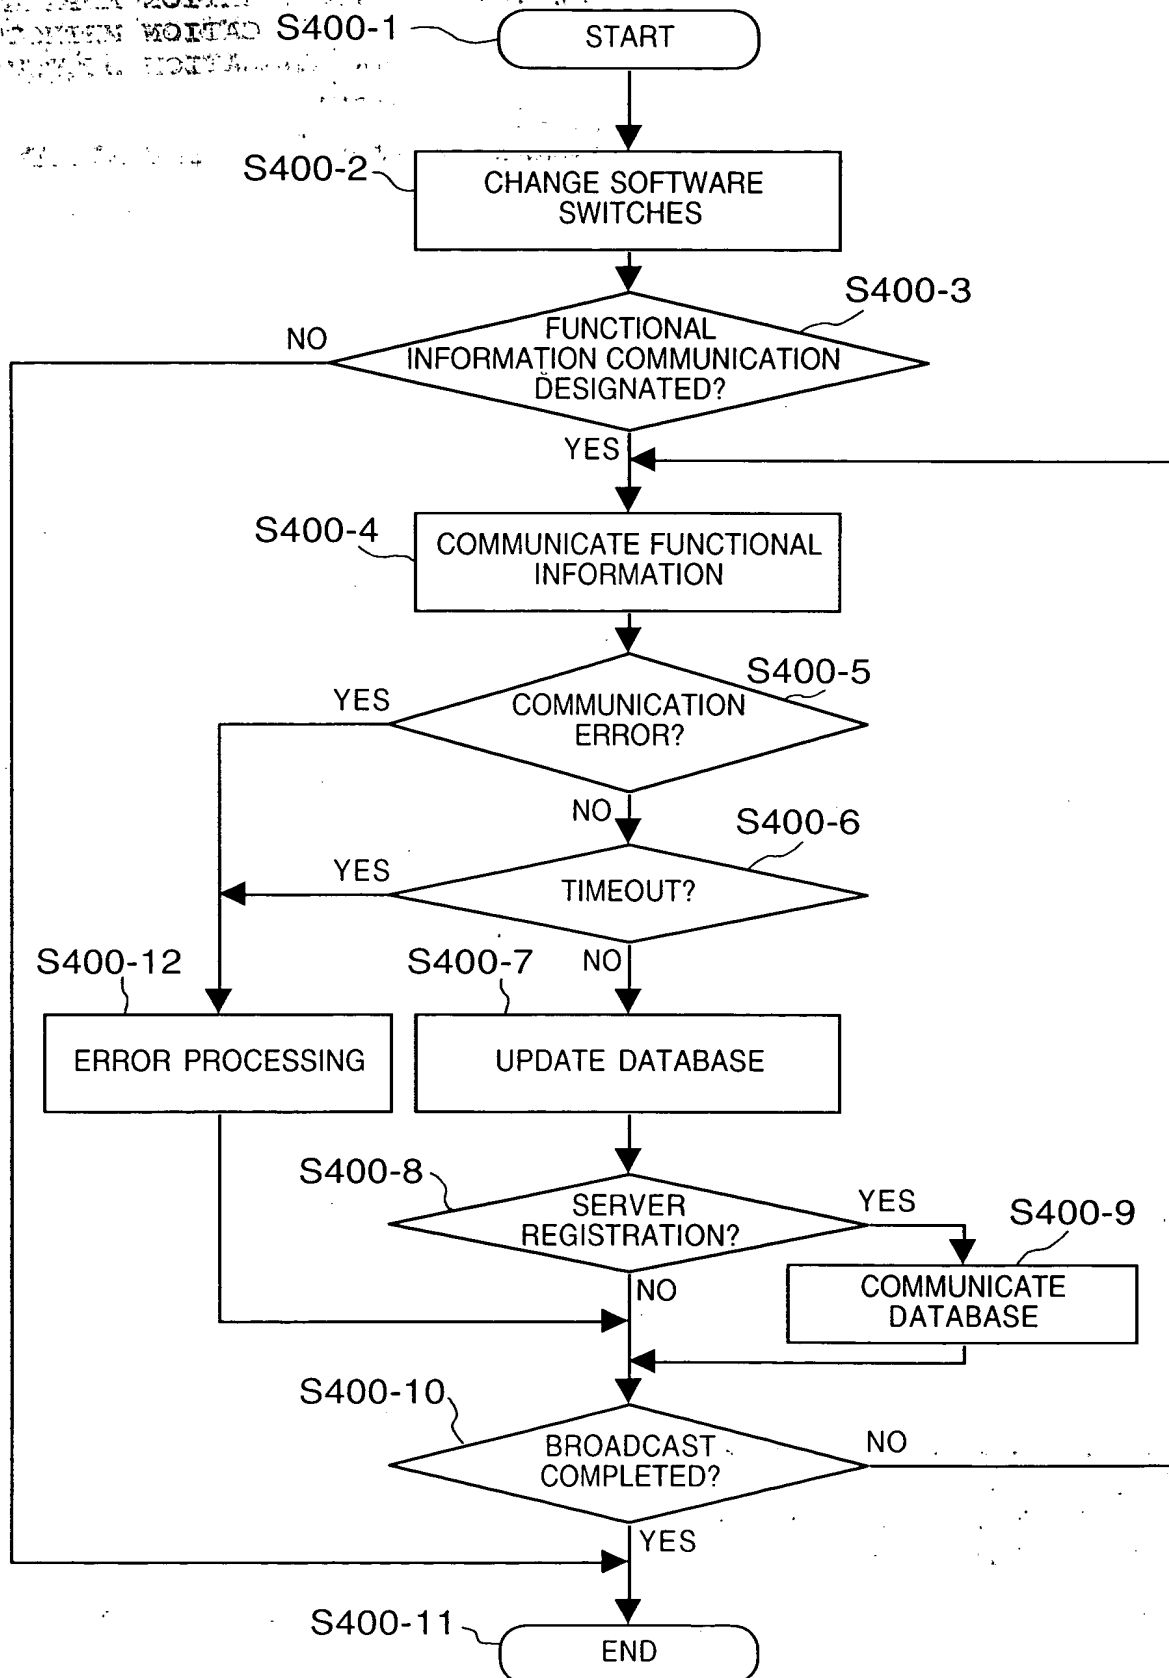 S400-1
START
S400-2
CHANGE SOFTWARE
SWITCHES
S400-3
FUNCTIONAL
INFORMATION COMMUNICATION
DESIGNATED?
NO
YES
S400-4
COMMUNICATE FUNCTIONAL
INFORMATION
S400-5
COMMUNICATION
ERROR?
YES
NO
S400-6
TIMEOUT?
YES
NO
S400-12
ERROR PROCESSING
S400-7
UPDATE DATABASE
S400-8
SERVER
REGISTRATION?
YES
NO
S400-9
COMMUNICATE
DATABASE
S400-10
BROADCAST
COMPLETED?
NO
YES
S400-11
END